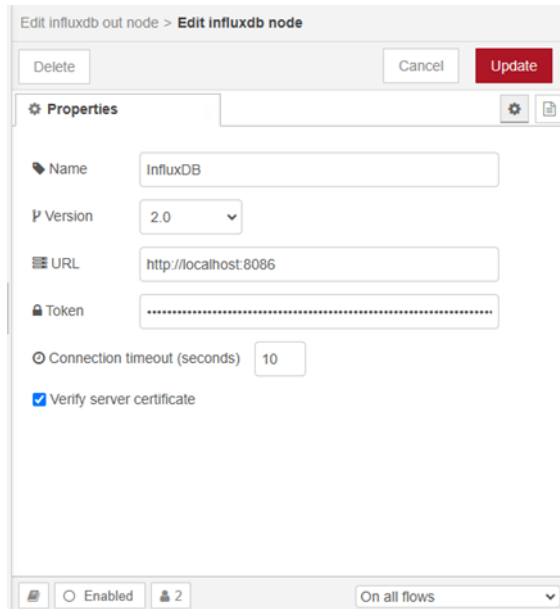 Edit influxdb out node > Edit influxdb node
Delete Cancel Update
Properties
Name InfluxDB
Version 2.0
URL http://localhost:8086
Token ••••••••••••••••••••••••••••••••••••••••••••••••••••••••••••••••••••••
Connection timeout (seconds) 10
Verify server certificate
Enabled 2 On all flows